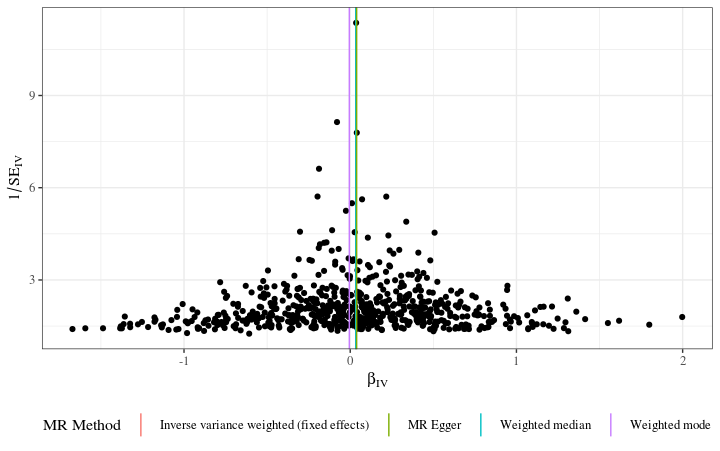 9
6
3
1/SE_IV
-1
0
1
2
β_IV
MR Method
Inverse variance weighted (fixed effects)
MR Egger
Weighted median
Weighted mode